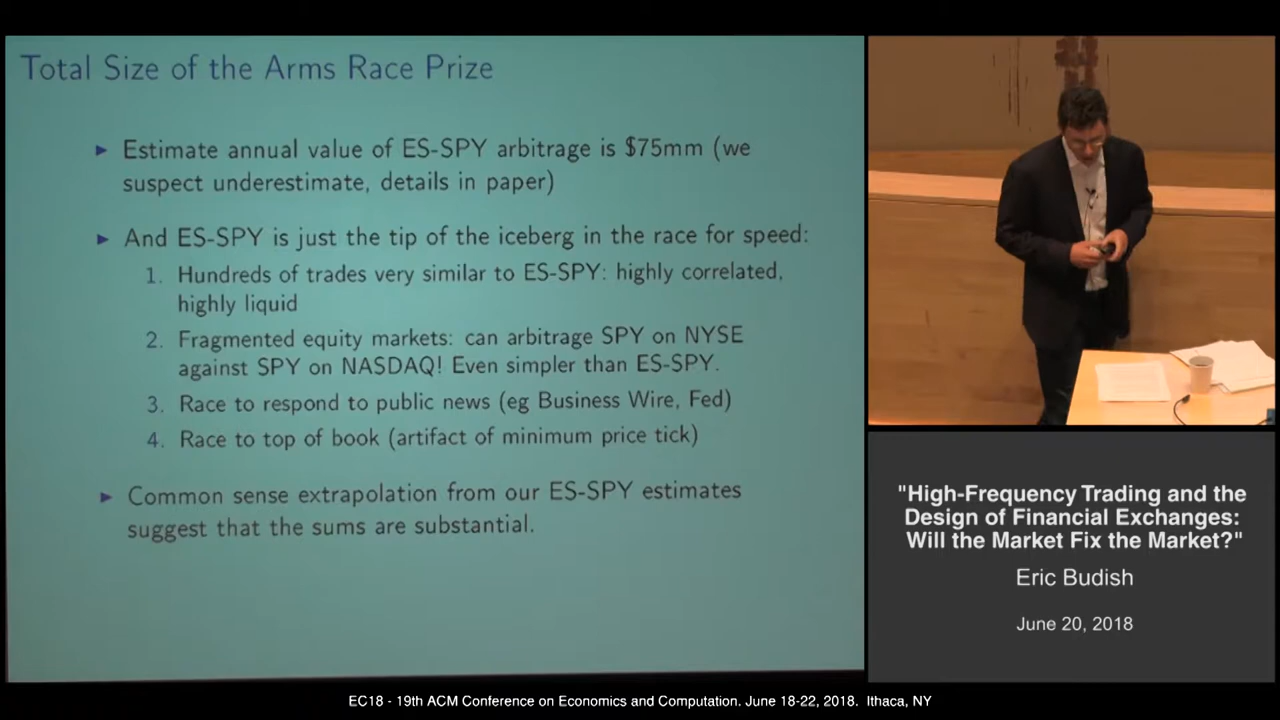 Total Size of the Arms Race Prize
▶ Estimate annual value of ES-SPY arbitrage is $75mm (we
suspect underestimate, details in paper)
▶ And ES-SPY is just the tip of the iceberg in the race for speed:
1. Hundreds of trades very similar to ES-SPY: highly correlated,
highly liquid
2. Fragmented equity markets: can arbitrage SPY on NYSE
against SPY on NASDAQ! Even simpler than ES-SPY.
3. Race to respond to public news (eg Business Wire, Fed)
4. Race to top of book (artifact of minimum price tick)
▶ Common sense extrapolation from our ES-SPY estimates
suggest that the sums are substantial.
"High-Frequency Trading and the
Design of Financial Exchanges:
Will the Market Fix the Market?"
Eric Budish
June 20, 2018
EC18 - 19th ACM Conference on Economics and Computation. June 18-22, 2018. Ithaca, NY